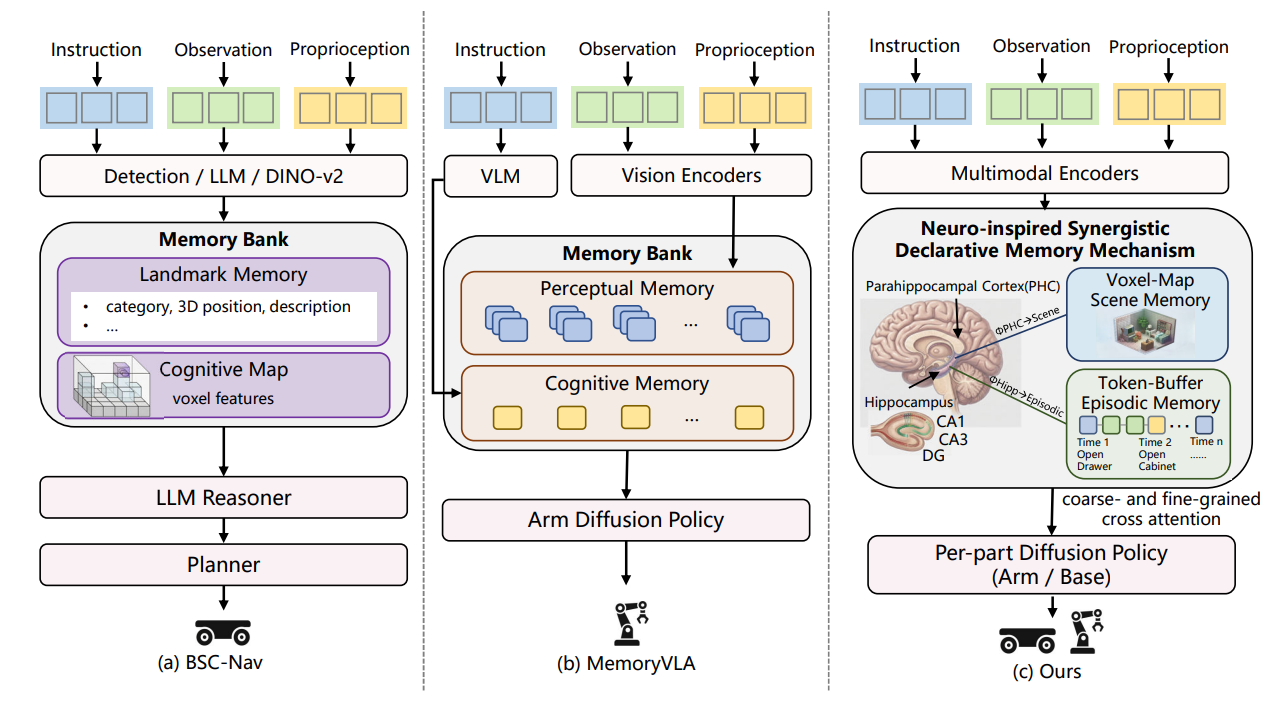 Instruction
Observation
Proprioception
Detection / LLM / DINO-v2
Memory Bank
Landmark Memory
• category, 3D position, description
• ...
Cognitive Map
voxel features
LLM Reasoner
Planner
(a) BSC-Nav
Instruction
Observation
Proprioception
VLM
Vision Encoders
Memory Bank
Perceptual Memory
...
Cognitive Memory
...
Arm Diffusion Policy
(b) MemoryVLA
Instruction
Observation
Proprioception
Multimodal Encoders
Neuro-inspired Synergistic
Declarative Memory Mechanism
Parahippocampal Cortex(PHC)
ΦPHC→Scene
Voxel-Map
Scene Memory
ΦHipp→Episodic
Hippocampus
CA1
CA3
DG
Token-Buffer
Episodic Memory
...
Time 1
Open
Drawer
Time 2
Open
Cabinet
Time n
......
coarse- and fine-grained
cross attention
Per-part Diffusion Policy
(Arm / Base)
(c) Ours